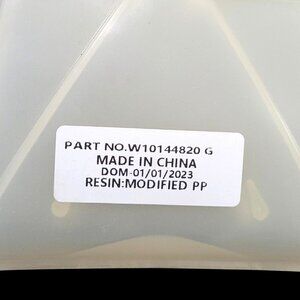 PART NO.W10144820 G
MADE IN CHINA
DOM-01/01/2023
RESIN:MODIFIED PP